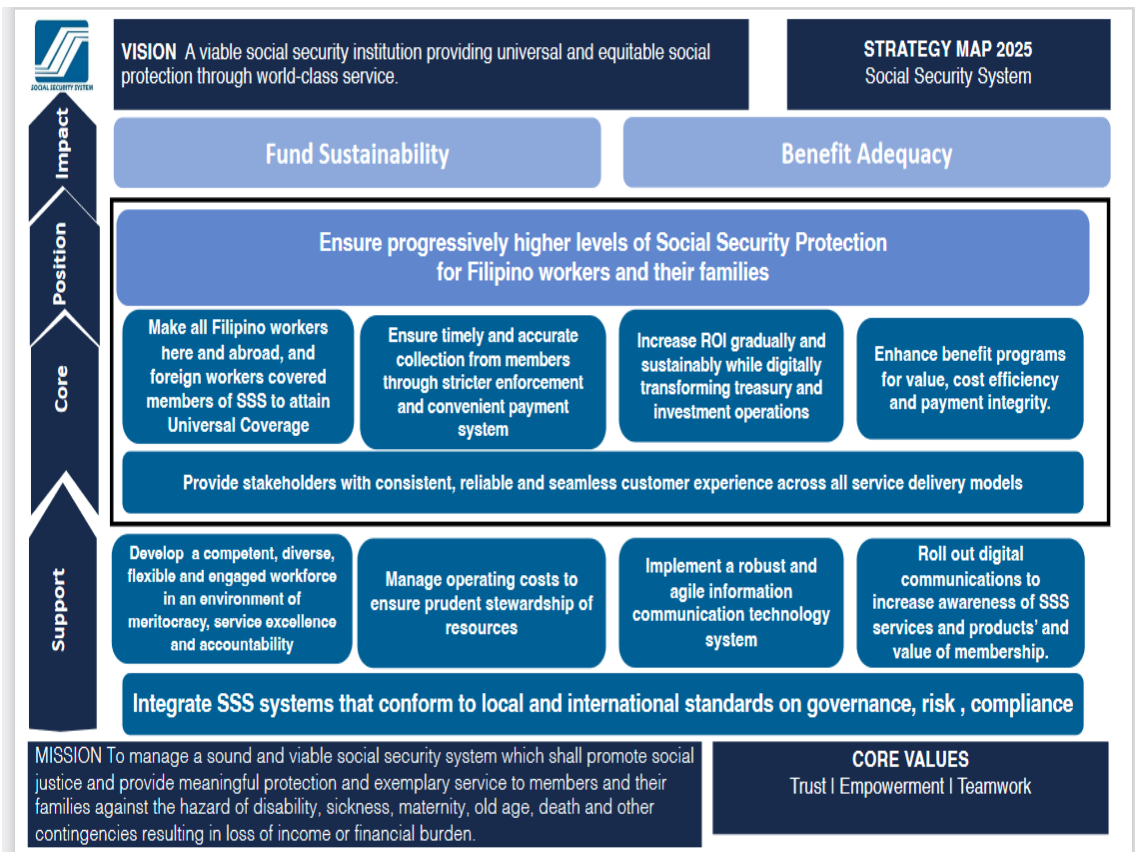 SOCIAL SECURITY SYSTEM
VISION A viable social security institution providing universal and equitable social
protection through world-class service.
STRATEGY MAP 2025
Social Security System
Impact
Fund Sustainability
Benefit Adequacy
Position
Ensure progressively higher levels of Social Security Protection
for Filipino workers and their families
Core
Make all Filipino workers
here and abroad, and
foreign workers covered
members of SSS to attain
Universal Coverage
Ensure timely and accurate
collection from members
through stricter enforcement
and convenient payment
system
Increase ROI gradually and
sustainably while digitally
transforming treasury and
investment operations
Enhance benefit programs
for value, cost efficiency
and payment integrity.
Provide stakeholders with consistent, reliable and seamless customer experience across all service delivery models
Support
Develop a competent, diverse,
flexible and engaged workforce
in an environment of
meritocracy, service excellence
and accountability
Manage operating costs to
ensure prudent stewardship of
resources
Implement a robust and
agile information
communication technology
system
Roll out digital
communications to
increase awareness of SSS
services and products' and
value of membership.
Integrate SSS systems that conform to local and international standards on governance, risk , compliance
MISSION To manage a sound and viable social security system which shall promote social
justice and provide meaningful protection and exemplary service to members and their
families against the hazard of disability, sickness, maternity, old age, death and other
contingencies resulting in loss of income or financial burden.
CORE VALUES
Trust I Empowerment I Teamwork